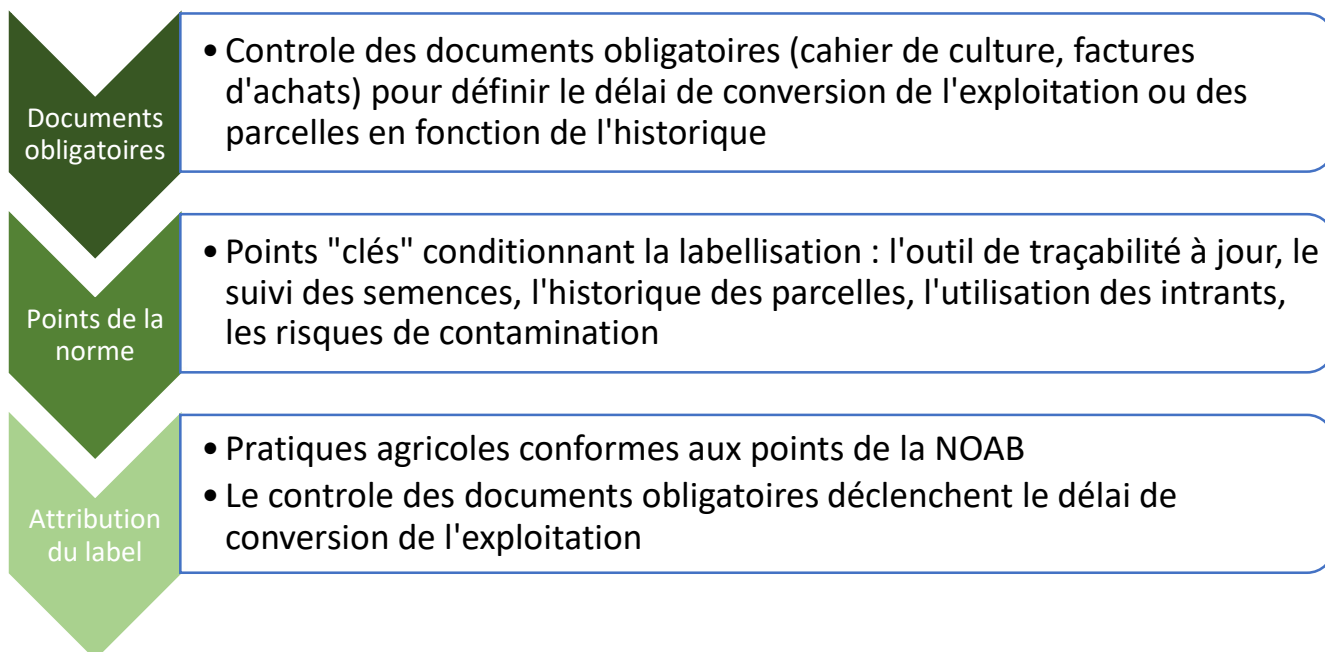 Documents
obligatoires
• Controle des documents obligatoires (cahier de culture, factures
d'achats) pour définir le délai de conversion de l'exploitation ou des
parcelles en fonction de l'historique
Points de la
norme
• Points "clés" conditionnant la labellisation : l'outil de traçabilité à jour, le
suivi des semences, l'historique des parcelles, l'utilisation des intrants,
les risques de contamination
Attribution
du label
• Pratiques agricoles conformes aux points de la NOAB
• Le controle des documents obligatoires déclenchent le délai de
conversion de l'exploitation